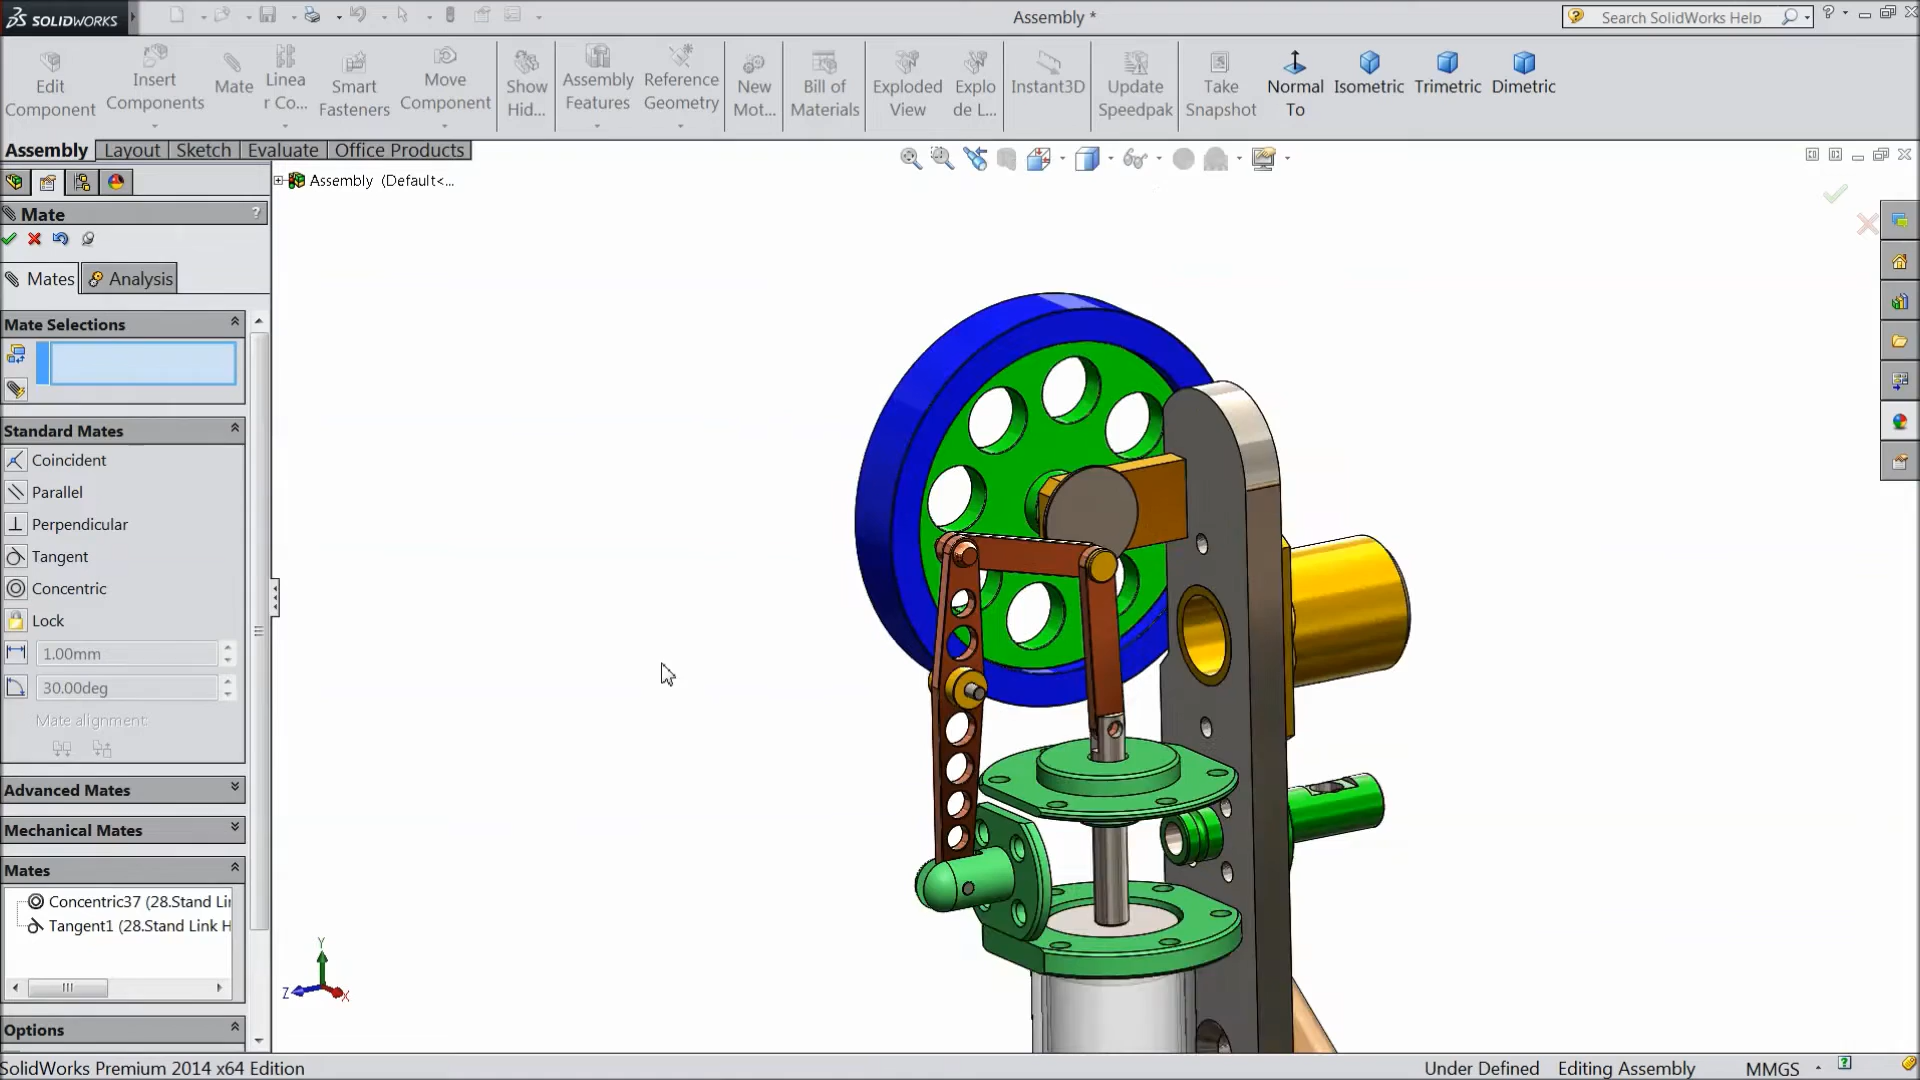 SOLIDWORKS
Assembly *
Search SolidWorks Help
Edit Component
Insert Components
Mate
Linea r Co...
Smart Fasteners
Move Component
Show Hid...
Assembly Features
Reference Geometry
New Mot...
Bill of Materials
Exploded View
Explo de L...
Instant3D
Update Speedpak
Take Snapshot
Normal To
Isometric
Trimetric
Dimetric
Assembly
Layout
Sketch
Evaluate
Office Products
Assembly (Default<...
Mate
?
Mates
Analysis
Mate Selections
Standard Mates
Coincident
Parallel
Perpendicular
Tangent
Concentric
Lock
1.00mm
30.00deg
Mate alignment:
Advanced Mates
Mechanical Mates
Mates
Concentric37 (28.Stand Lin
Tangent1 (28.Stand Link H
Options
Y
Z
X
SolidWorks Premium 2014 x64 Edition
Under Defined
Editing Assembly
MMGS